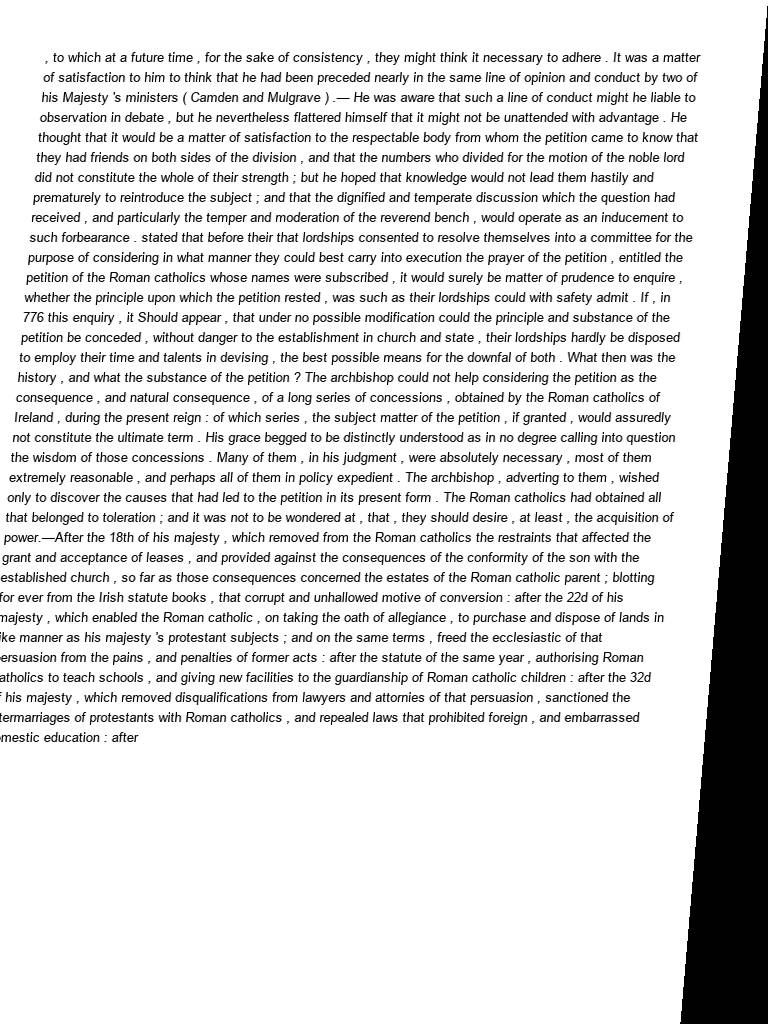 , to which at a future time , for the sake of consistency , they might think it necessary to adhere . It was a matter
of satisfaction to him to think that he had been preceded nearly in the same line of opinion and conduct by two of
his Majesty 's ministers ( Camden and Mulgrave ) .— He was aware that such a line of conduct might he liable to
observation in debate , but he nevertheless flattered himself that it might not be unattended with advantage . He
thought that it would be a matter of satisfaction to the respectable body from whom the petition came to know that
they had friends on both sides of the division , and that the numbers who divided for the motion of the noble lord
did not constitute the whole of their strength ; but he hoped that knowledge would not lead them hastily and
prematurely to reintroduce the subject ; and that the dignified and temperate discussion which the question had
received , and particularly the temper and moderation of the reverend bench , would operate as an inducement to
such forbearance . stated that before their that lordships consented to resolve themselves into a committee for the
purpose of considering in what manner they could best carry into execution the prayer of the petition , entitled the
petition of the Roman catholics whose names were subscribed , it would surely be matter of prudence to enquire ,
whether the principle upon which the petition rested , was such as their lordships could with safety admit . If , in
776 this enquiry , it Should appear , that under no possible modification could the principle and substance of the
petition be conceded , without danger to the establishment in church and state , their lordships hardly be disposed
to employ their time and talents in devising , the best possible means for the downfal of both . What then was the
history , and what the substance of the petition ? The archbishop could not help considering the petition as the
consequence , and natural consequence , of a long series of concessions , obtained by the Roman catholics of
Ireland , during the present reign : of which series , the subject matter of the petition , if granted , would assuredly
not constitute the ultimate term . His grace begged to be distinctly understood as in no degree calling into question
the wisdom of those concessions . Many of them , in his judgment , were absolutely necessary , most of them
extremely reasonable , and perhaps all of them in policy expedient . The archbishop , adverting to them , wished
only to discover the causes that had led to the petition in its present form . The Roman catholics had obtained all
that belonged to toleration ; and it was not to be wondered at , that , they should desire , at least , the acquisition of
power.—After the 18th of his majesty , which removed from the Roman catholics the restraints that affected the
grant and acceptance of leases , and provided against the consequences of the conformity of the son with the
established church , so far as those consequences concerned the estates of the Roman catholic parent ; blotting
for ever from the Irish statute books , that corrupt and unhallowed motive of conversion : after the 22d of his
majesty , which enabled the Roman catholic , on taking the oath of allegiance , to purchase and dispose of lands in
ike manner as his majesty 's protestant subjects ; and on the same terms , freed the ecclesiastic of that
ersuasion from the pains , and penalties of former acts : after the statute of the same year , authorising Roman
atholics to teach schools , and giving new facilities to the guardianship of Roman catholic children : after the 32d
f his majesty , which removed disqualifications from lawyers and attornies of that persuasion , sanctioned the
termarriages of protestants with Roman catholics , and repealed laws that prohibited foreign , and embarrassed
omestic education : after